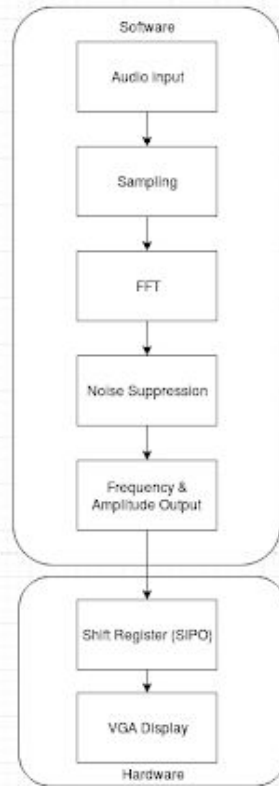 Software
Audio input
Sampling
FFT
Noise Suppression
Frequency &
Amplitude Output
Shift Register (SIPO)
VGA Display
Hardware